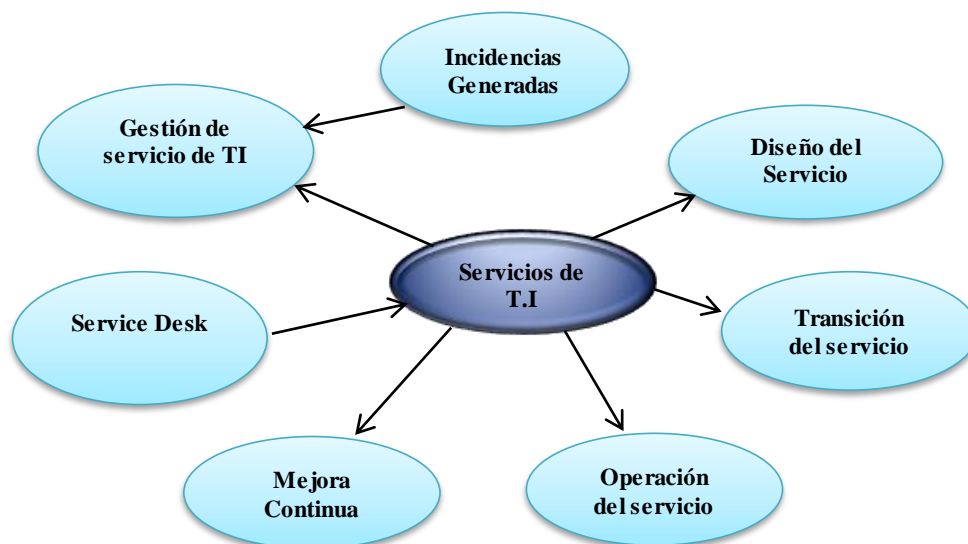 Incidencias
Generadas
Gestión de
servicio de TI
Diseño del
Servicio
Servicios de
T.I
Service Desk
Transición
del servicio
Mejora
Continua
Operación
del servicio